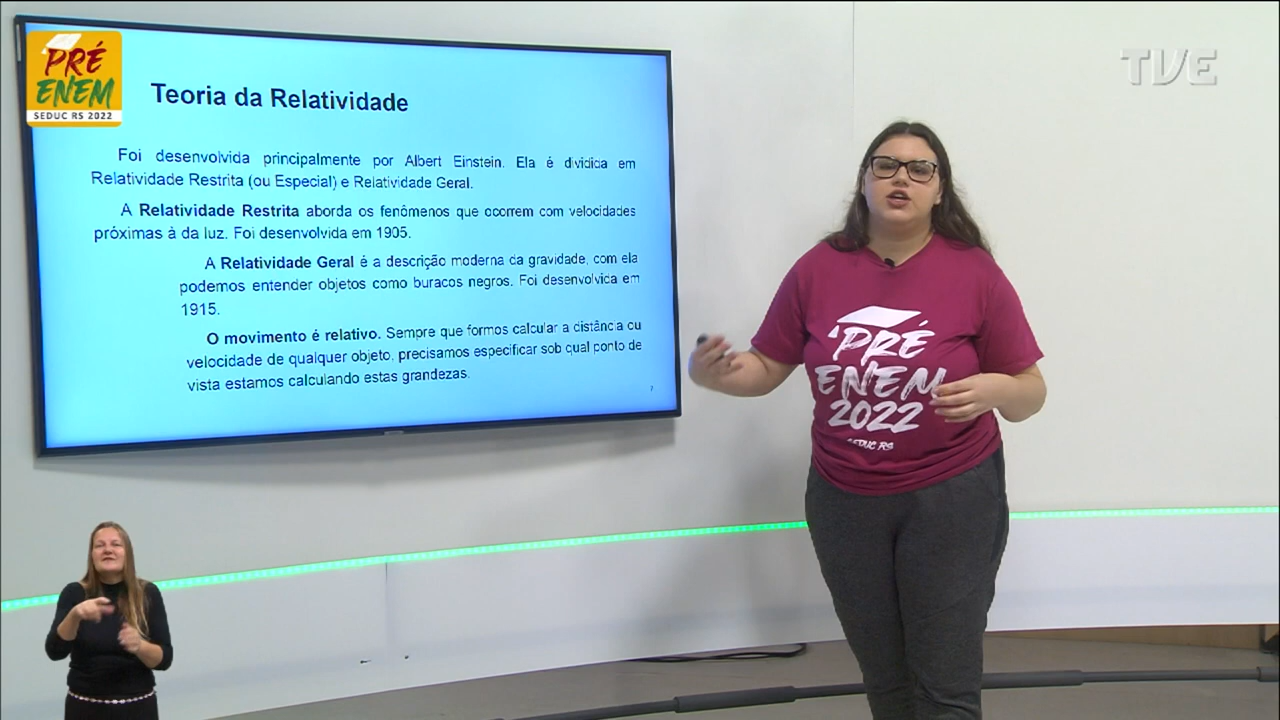 PRÉ
ENEM
SEDUC RS 2022
TVE
Teoria da Relatividade
Foi desenvolvida principalmente por Albert Einstein. Ela é dividida em
Relatividade Restrita (ou Especial) e Relatividade Geral.
A Relatividade Restrita aborda os fenômenos que ocorrem com velocidades
próximas à da luz. Foi desenvolvida em 1905.
A Relatividade Geral é a descrição moderna da gravidade, com ela
podemos entender objetos como buracos negros. Foi desenvolvida em
1915.
O movimento é relativo. Sempre que formos calcular a distância ou
velocidade de qualquer objeto, precisamos especificar sob qual ponto de
vista estamos calculando estas grandezas.
7
PRÉ
ENEM
2022
SEDUC RS